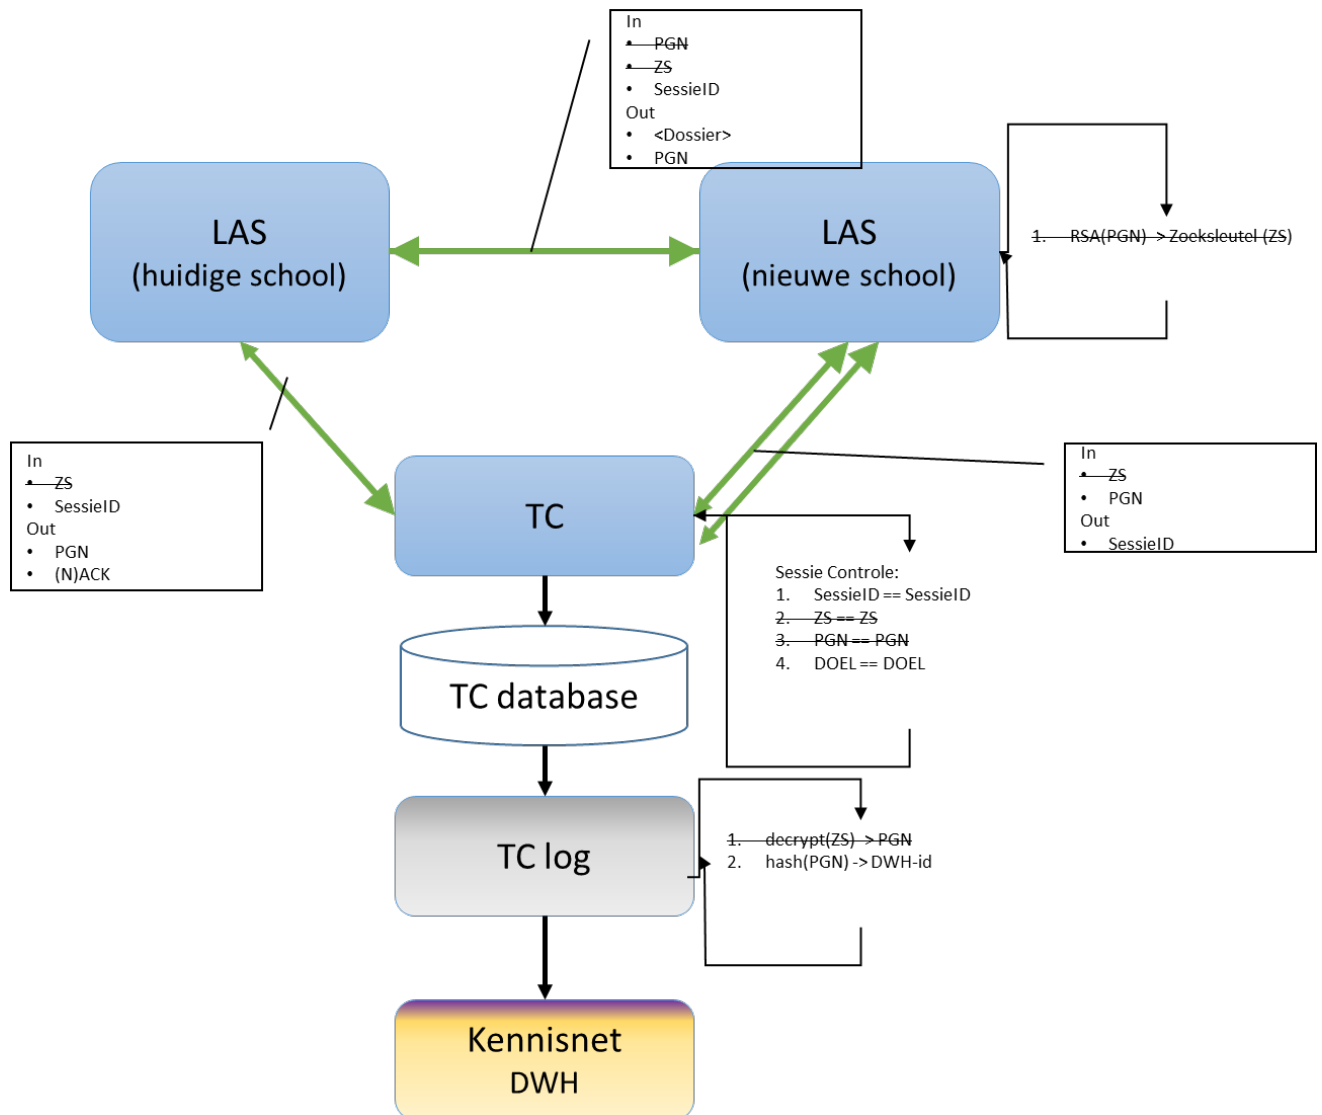 In
• PGN
• ZS
• SessieID
Out
• <Dossier>
• PGN
LAS
(huidige school)
LAS
(nieuwe school)
1. RSA(PGN) -> Zoeksleutel (ZS)
In
• ZS
• SessieID
Out
• PGN
• (N)ACK
TC
In
• ZS
• PGN
Out
• SessieID
Sessie Controle:
1. SessieID == SessieID
2. ZS == ZS
3. PGN == PGN
4. DOEL == DOEL
TC database
TC log
1. decrypt(ZS) -> PGN
2. hash(PGN) -> DWH-id
Kennisnet
DWH